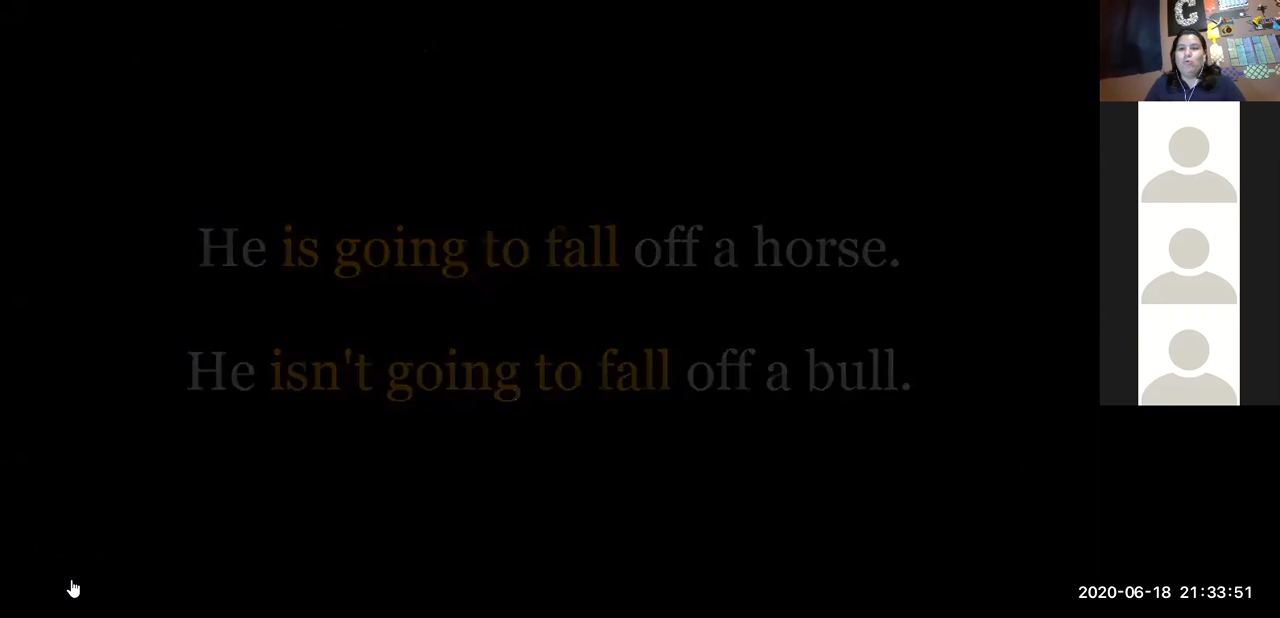 C
He is going to fall off a horse.
He isn't going to fall off a bull.
2020-06-18 21:33:51